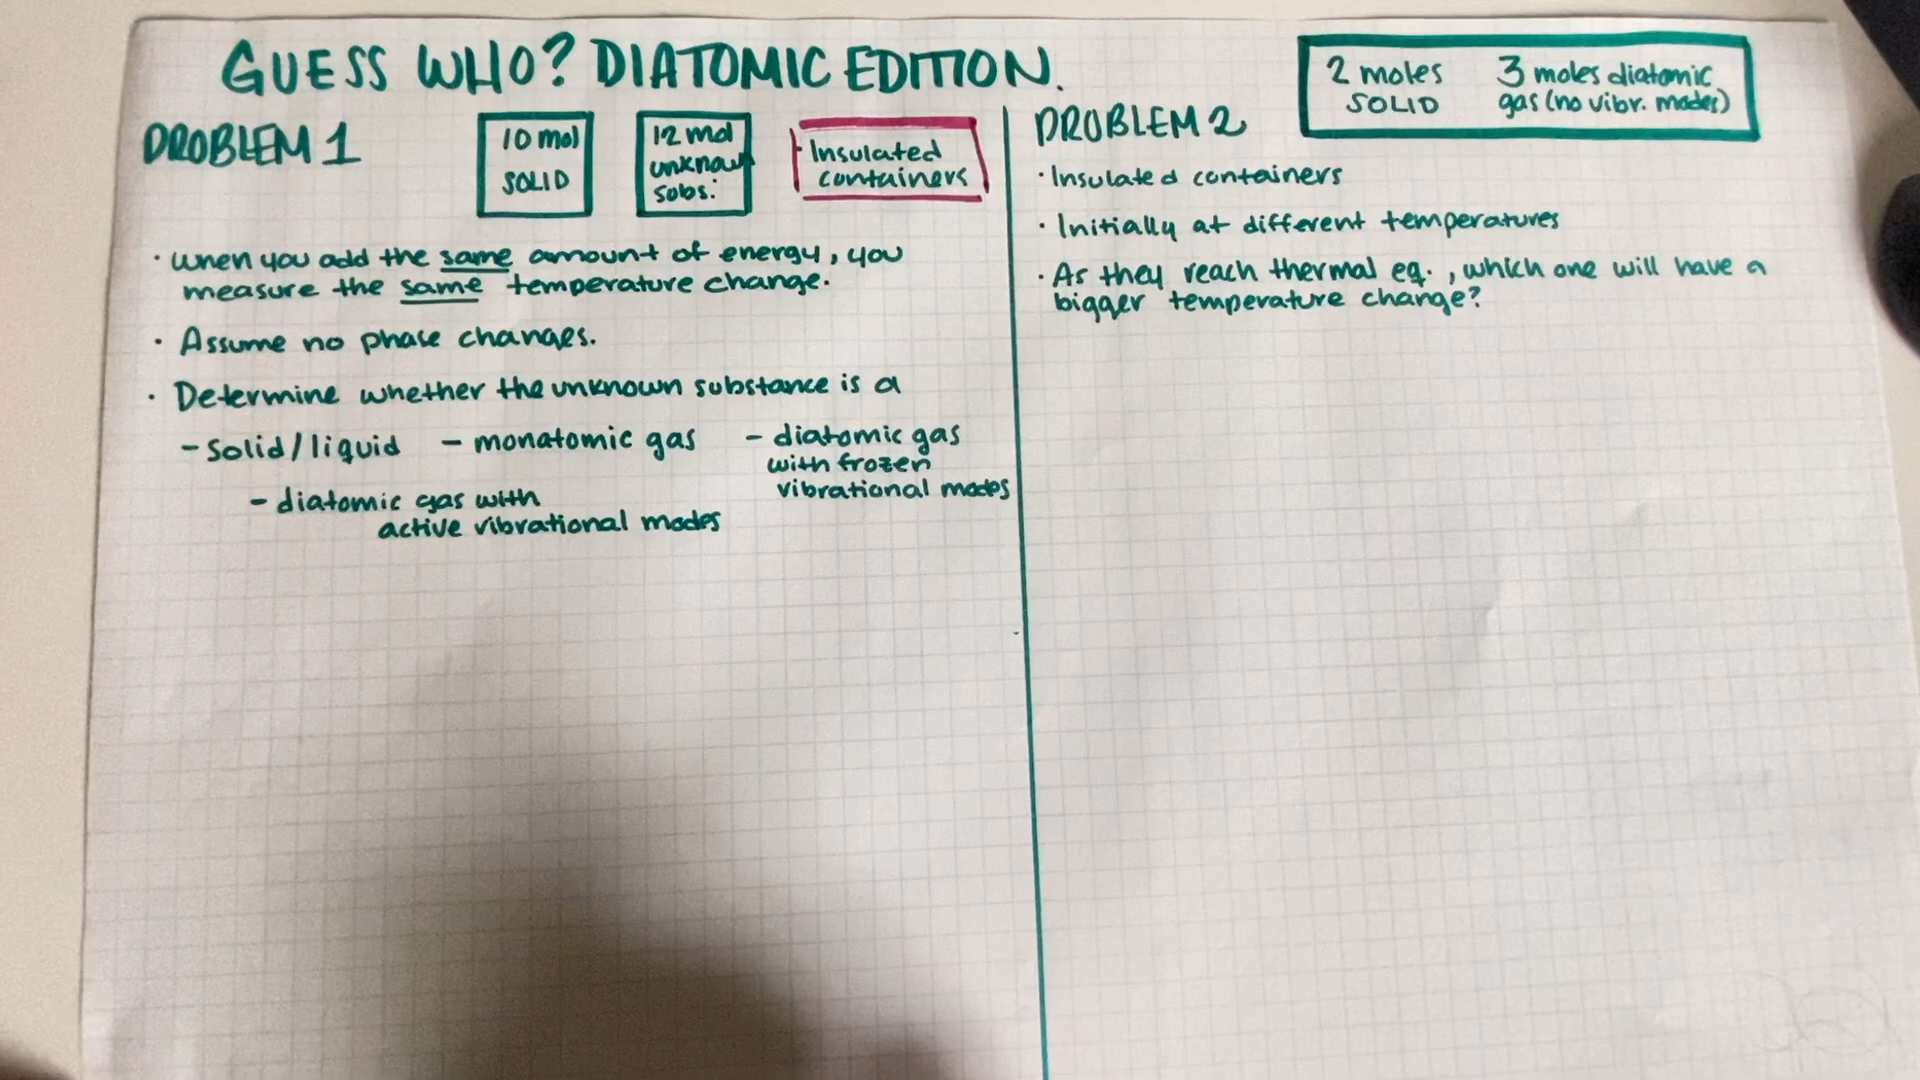 GUESS WHO? DIATOMIC EDITION.
PROBLEM 1
10 mol
SOLID
12 mol
unknown
subs.
Insulated
containers
· When you add the same amount of energy, you
measure the same temperature change.
· Assume no phase changes.
· Determine whether the unknown substance is a
- Solid/liquid - monatomic gas - diatomic gas
with frozen
vibrational modes
- diatomic gas with
active vibrational modes
PROBLEM 2
2 moles
SOLID
3 moles diatomic
gas (no vibr. modes)
· Insulated containers
· Initially at different temperatures
· As they reach thermal eq., which one will have a
bigger temperature change?